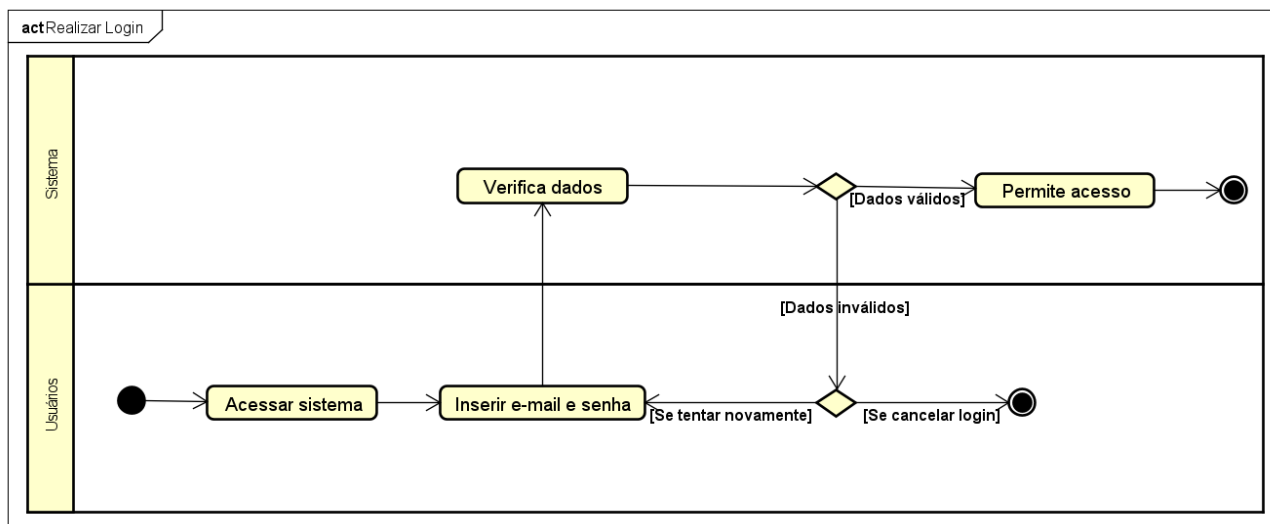 act Realizar Login
Sistema
Verifica dados
[Dados válidos]
Permite acesso
[Dados inválidos]
Usuários
Acessar sistema
Inserir e-mail e senha
[Se tentar novamente]
[Se cancelar login]